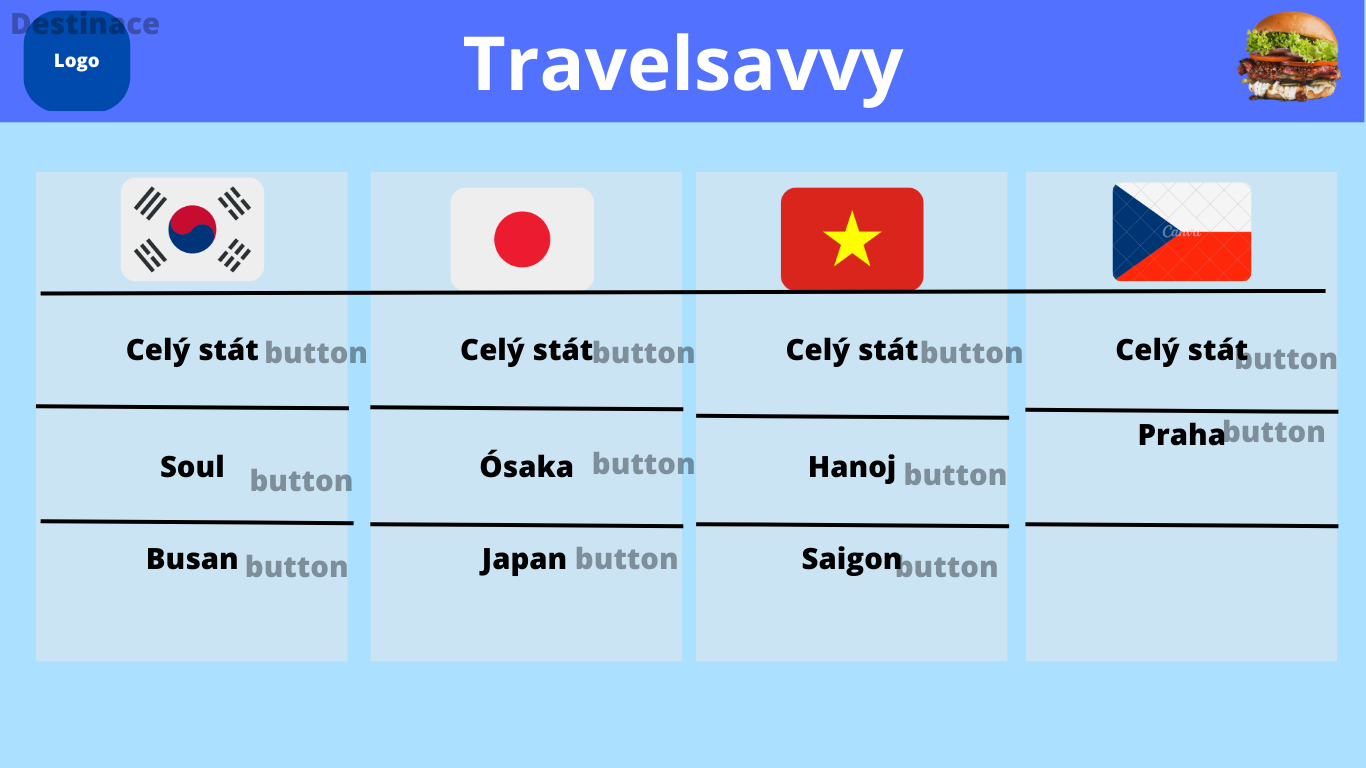 Destinace
Logo
Travelsavvy
Canva
Celý stát button
Celý stát button
Celý stát button
Celý stát button
Soul button
Ósaka button
Hanoj button
Praha button
Busan button
Japan button
Saigon button